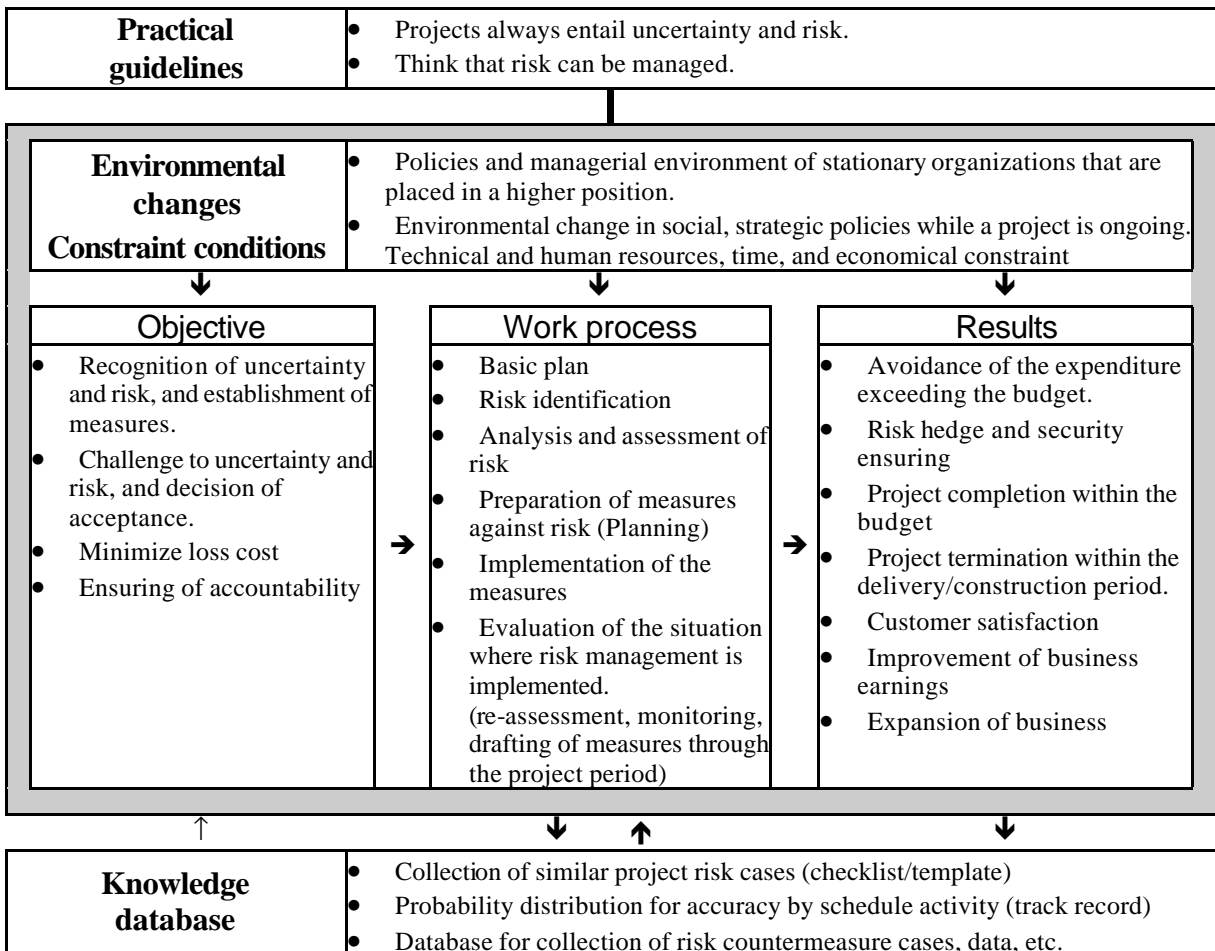 Practical
guidelines
● Projects always entail uncertainty and risk.
● Think that risk can be managed.
Environmental
changes
Constraint conditions
● Policies and managerial environment of stationary organizations that are
placed in a higher position.
● Environmental change in social, strategic policies while a project is ongoing.
Technical and human resources, time, and economical constraint
Objective
● Recognition of uncertainty
and risk, and establishment of
measures.
● Challenge to uncertainty and
risk, and decision of
acceptance.
● Minimize loss cost
● Ensuring of accountability
Work process
● Basic plan
● Risk identification
● Analysis and assessment of
risk
● Preparation of measures
against risk (Planning)
● Implementation of the
measures
● Evaluation of the situation
where risk management is
implemented.
(re-assessment, monitoring,
drafting of measures through
the project period)
Results
● Avoidance of the expenditure
exceeding the budget.
● Risk hedge and security
ensuring
● Project completion within the
budget
● Project termination within the
delivery/construction period.
● Customer satisfaction
● Improvement of business
earnings
● Expansion of business
Knowledge
database
● Collection of similar project risk cases (checklist/template)
● Probability distribution for accuracy by schedule activity (track record)
● Database for collection of risk countermeasure cases, data, etc.